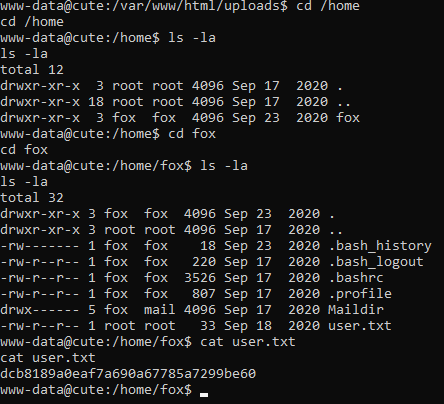 www-data@cute:/var/www/html/uploads$ cd /home
cd /home
www-data@cute:/home$ ls -la
ls -la
total 12
drwxr-xr-x  3 root root 4096 Sep 17  2020 .
drwxr-xr-x 18 root root 4096 Sep 17  2020 ..
drwxr-xr-x  3 fox  fox  4096 Sep 23  2020 fox
www-data@cute:/home$ cd fox
cd fox
www-data@cute:/home/fox$ ls -la
ls -la
total 32
drwxr-xr-x 3 fox  fox  4096 Sep 23  2020 .
drwxr-xr-x 3 root root 4096 Sep 17  2020 ..
-rw------- 1 fox  fox    18 Sep 23  2020 .bash_history
-rw-r--r-- 1 fox  fox   220 Sep 17  2020 .bash_logout
-rw-r--r-- 1 fox  fox  3526 Sep 17  2020 .bashrc
-rw-r--r-- 1 fox  fox   807 Sep 17  2020 .profile
drwx------ 5 fox  mail 4096 Sep 17  2020 Maildir
-rw-r--r-- 1 root root   33 Sep 18  2020 user.txt
www-data@cute:/home/fox$ cat user.txt
cat user.txt
dcb8189a0eaf7a690a67785a7299be60
www-data@cute:/home/fox$